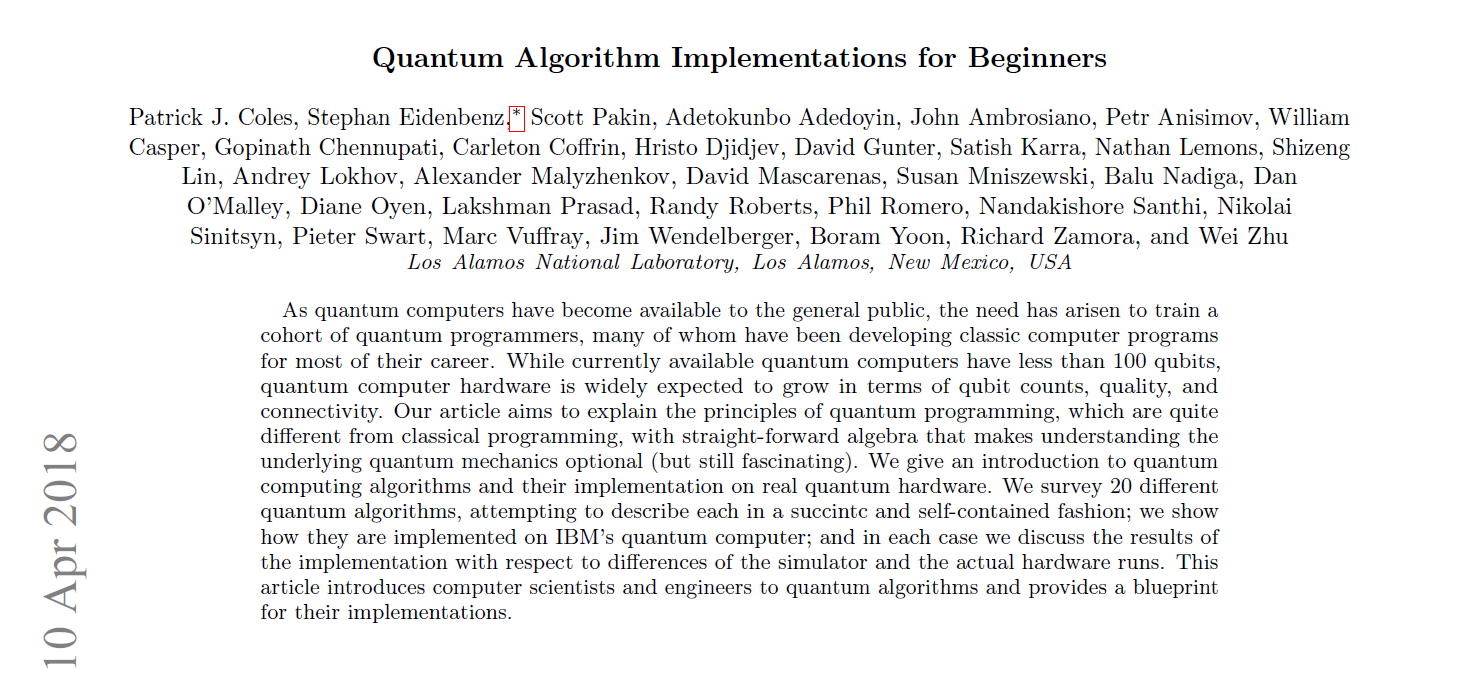 Quantum Algorithm Implementations for Beginners
Patrick J. Coles, Stephan Eidenbenz,* Scott Pakin, Adetokunbo Adedoyin, John Ambrosiano, Petr Anisimov, William
Casper, Gopinath Chennupati, Carleton Coffrin, Hristo Djidjev, David Gunter, Satish Karra, Nathan Lemons, Shizeng
Lin, Andrey Lokhov, Alexander Malyzhenkov, David Mascarenas, Susan Mniszewski, Balu Nadiga, Dan
O'Malley, Diane Oyen, Lakshman Prasad, Randy Roberts, Phil Romero, Nandakishore Santhi, Nikolai
Sinitsyn, Pieter Swart, Marc Vuffray, Jim Wendelberger, Boram Yoon, Richard Zamora, and Wei Zhu
Los Alamos National Laboratory, Los Alamos, New Mexico, USA
As quantum computers have become available to the general public, the need has arisen to train a
cohort of quantum programmers, many of whom have been developing classic computer programs
for most of their career. While currently available quantum computers have less than 100 qubits,
quantum computer hardware is widely expected to grow in terms of qubit counts, quality, and
connectivity. Our article aims to explain the principles of quantum programming, which are quite
different from classical programming, with straight-forward algebra that makes understanding the
underlying quantum mechanics optional (but still fascinating). We give an introduction to quantum
computing algorithms and their implementation on real quantum hardware. We survey 20 different
quantum algorithms, attempting to describe each in a succintc and self-contained fashion; we show
how they are implemented on IBM's quantum computer; and in each case we discuss the results of
the implementation with respect to differences of the simulator and the actual hardware runs. This
article introduces computer scientists and engineers to quantum algorithms and provides a blueprint
for their implementations.
10 Apr 2018